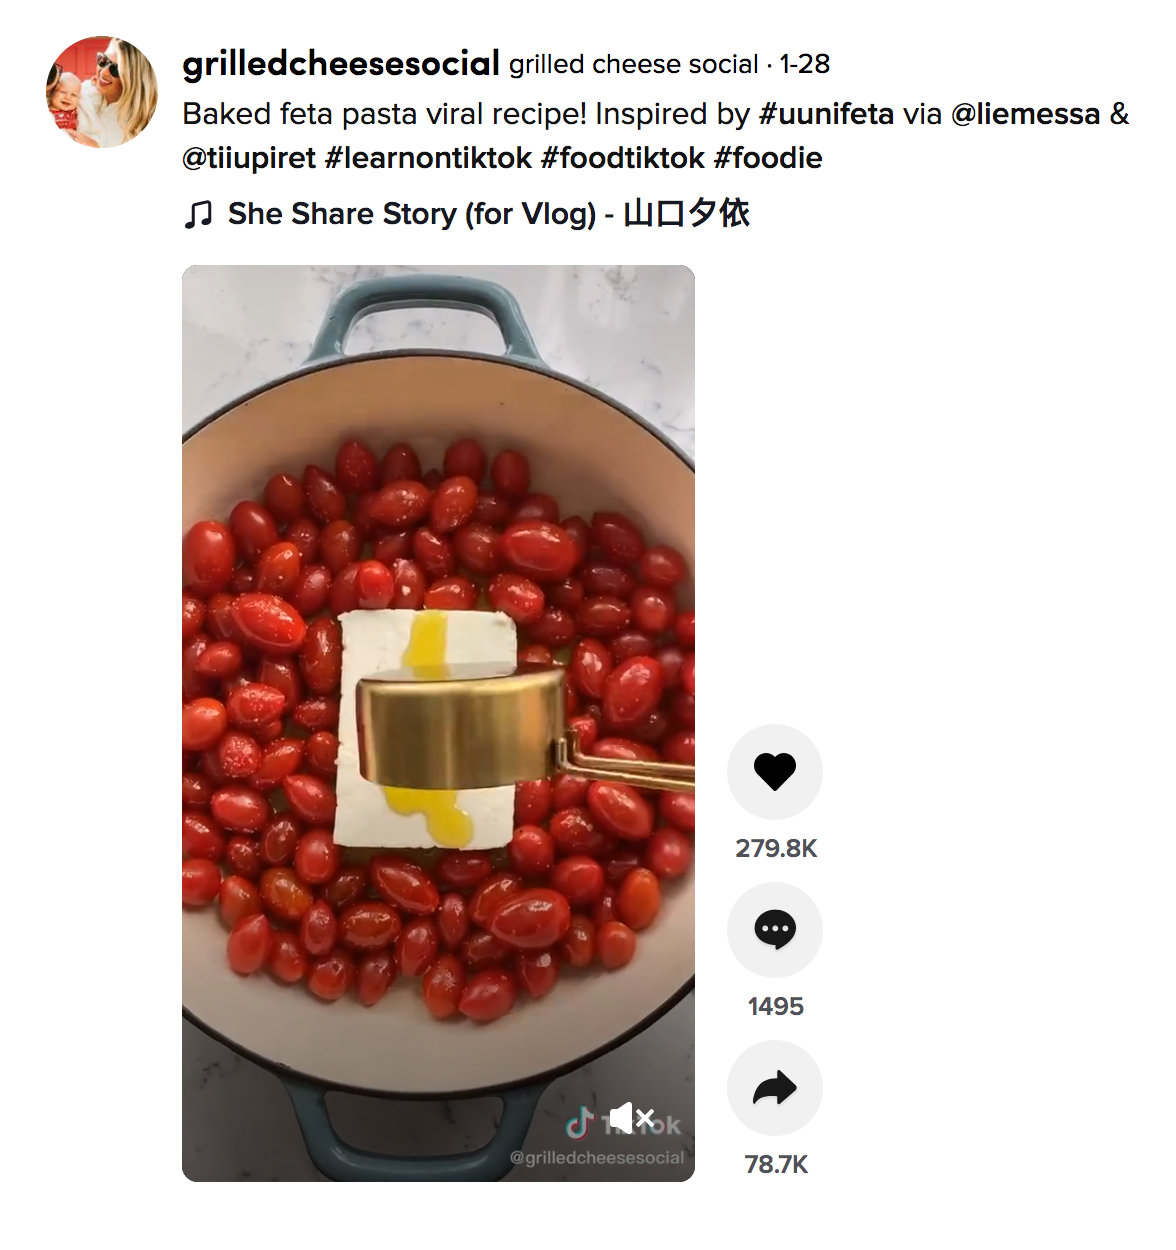 grilledcheesesocial grilled cheese social · 1-28
Baked feta pasta viral recipe! Inspired by #uunifeta via @liemessa &
@tiiupiret #learnontiktok #foodtiktok #foodie
She Share Story (for Vlog) - 山口夕依
279.8K
1495
78.7K
TikTok
@grilledcheesesocial